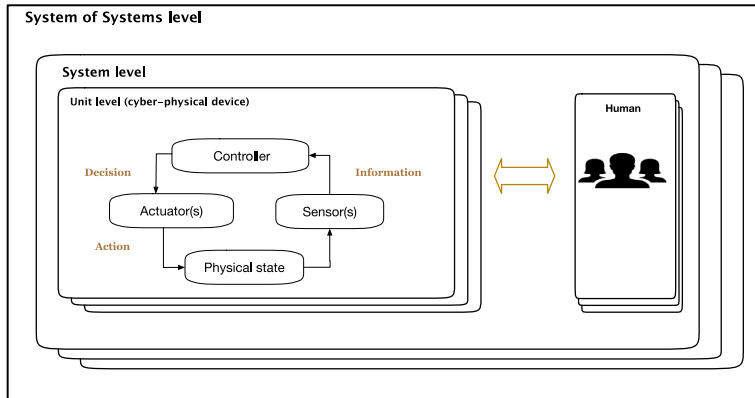 System of Systems level
System level
Unit level (cyber-physical device)
Human
Controller
Decision
Information
Actuator(s)
Sensor(s)
Action
Physical state